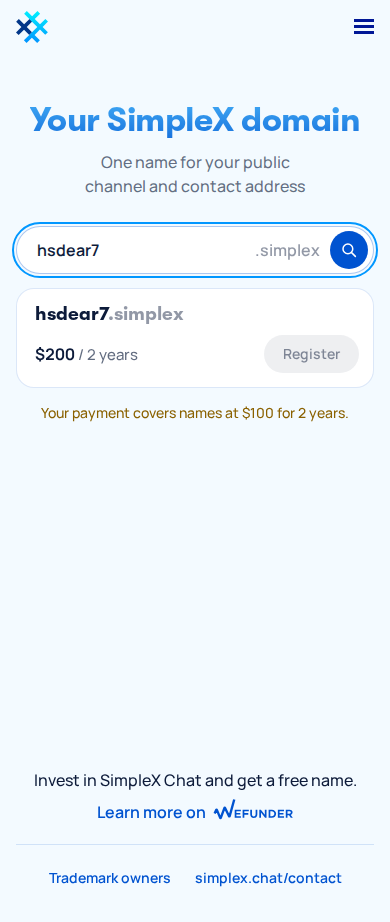 Your SimpleX domain
One name for your public
channel and contact address
hsdear7 .simplex
hsdear7.simplex
$200 / 2 years Register
Your payment covers names at $100 for 2 years.
Invest in SimpleX Chat and get a free name.
Learn more on WEFUNDER
Trademark owners simplex.chat/contact